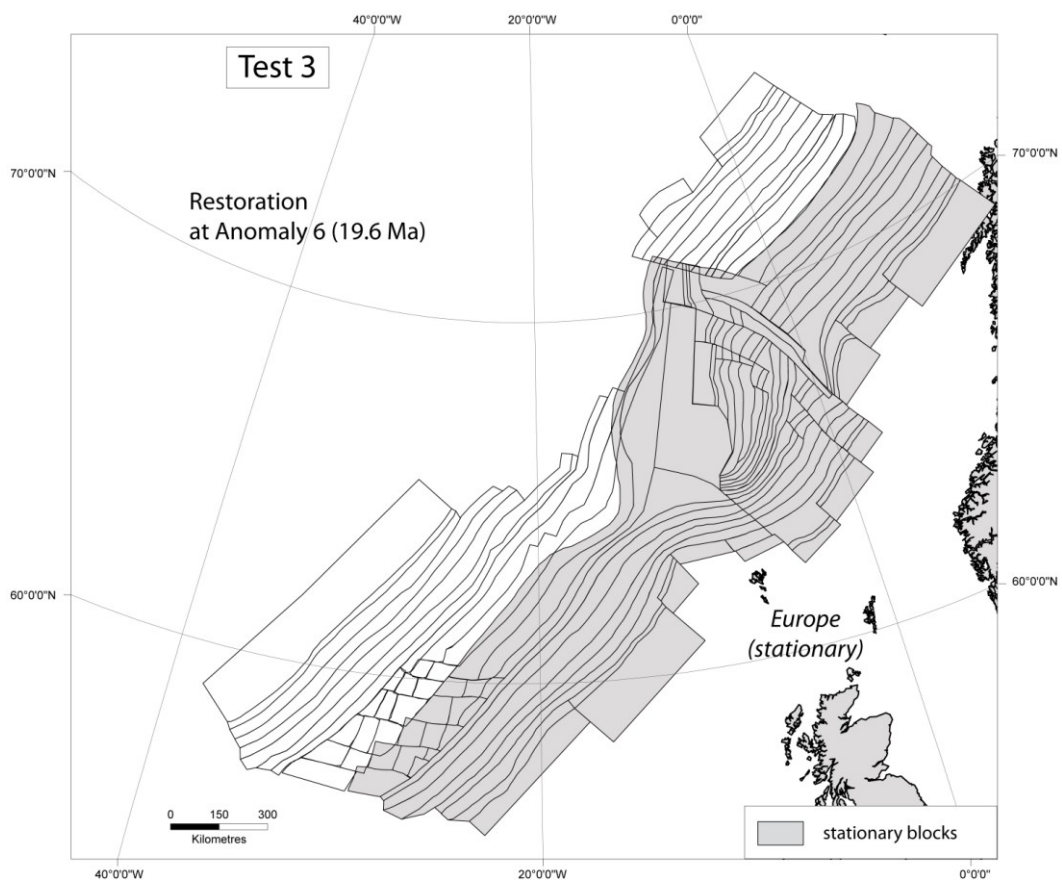 40°0'0"W
20°0'0"W
0°0'0"
Test 3
70°0'0"N
70°0'0"N
Restoration
at Anomaly 6 (19.6 Ma)
60°0'0"N
60°0'0"N
Europe
(stationary)
0
150
300
Kilometres
stationary blocks
40°0'0"W
20°0'0"W
0°0'0"